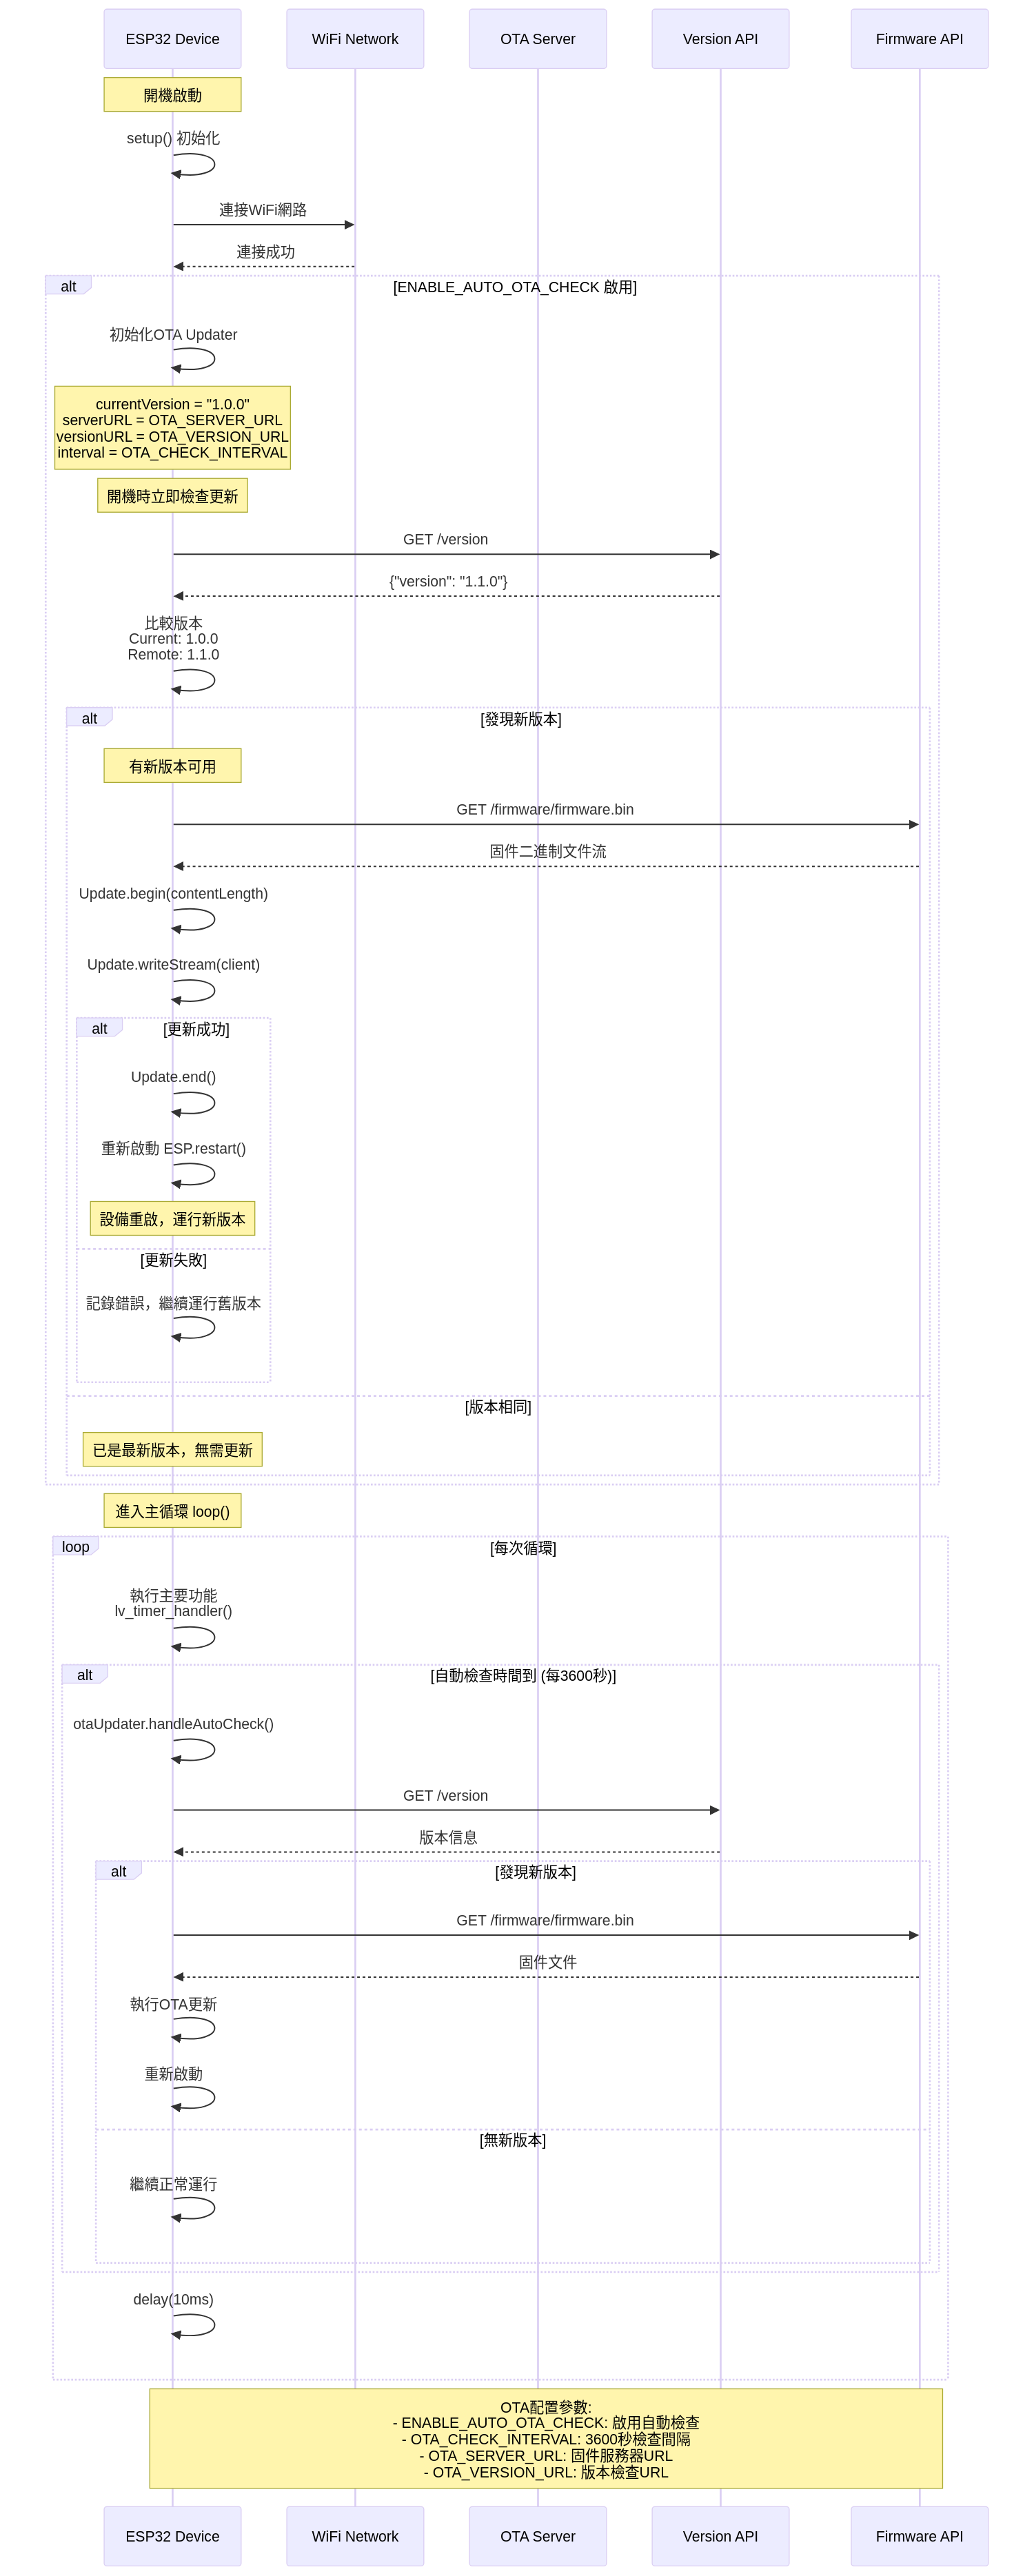 ESP32 Device
WiFi Network
OTA Server
Version API
Firmware API
開機啟動
setup() 初始化
連接WiFi網路
連接成功
alt
[ENABLE_AUTO_OTA_CHECK 啟用]
初始化OTA Updater
currentVersion = "1.0.0"
serverURL = OTA_SERVER_URL
versionURL = OTA_VERSION_URL
interval = OTA_CHECK_INTERVAL
開機時立即檢查更新
GET /version
{"version": "1.1.0"}
比較版本
Current: 1.0.0
Remote: 1.1.0
alt
[發現新版本]
有新版本可用
GET /firmware/firmware.bin
固件二進制文件流
Update.begin(contentLength)
Update.writeStream(client)
alt
[更新成功]
Update.end()
重新啟動 ESP.restart()
設備重啟，運行新版本
[更新失敗]
記錄錯誤，繼續運行舊版本
[版本相同]
已是最新版本，無需更新
進入主循環 loop()
loop
[每次循環]
執行主要功能
lv_timer_handler()
alt
[自動檢查時間到 (每3600秒)]
otaUpdater.handleAutoCheck()
GET /version
版本信息
alt
[發現新版本]
GET /firmware/firmware.bin
固件文件
執行OTA更新
重新啟動
[無新版本]
繼續正常運行
delay(10ms)
OTA配置參數:
- ENABLE_AUTO_OTA_CHECK: 啟用自動檢查
- OTA_CHECK_INTERVAL: 3600秒檢查間隔
- OTA_SERVER_URL: 固件服務器URL
- OTA_VERSION_URL: 版本檢查URL
ESP32 Device
WiFi Network
OTA Server
Version API
Firmware API